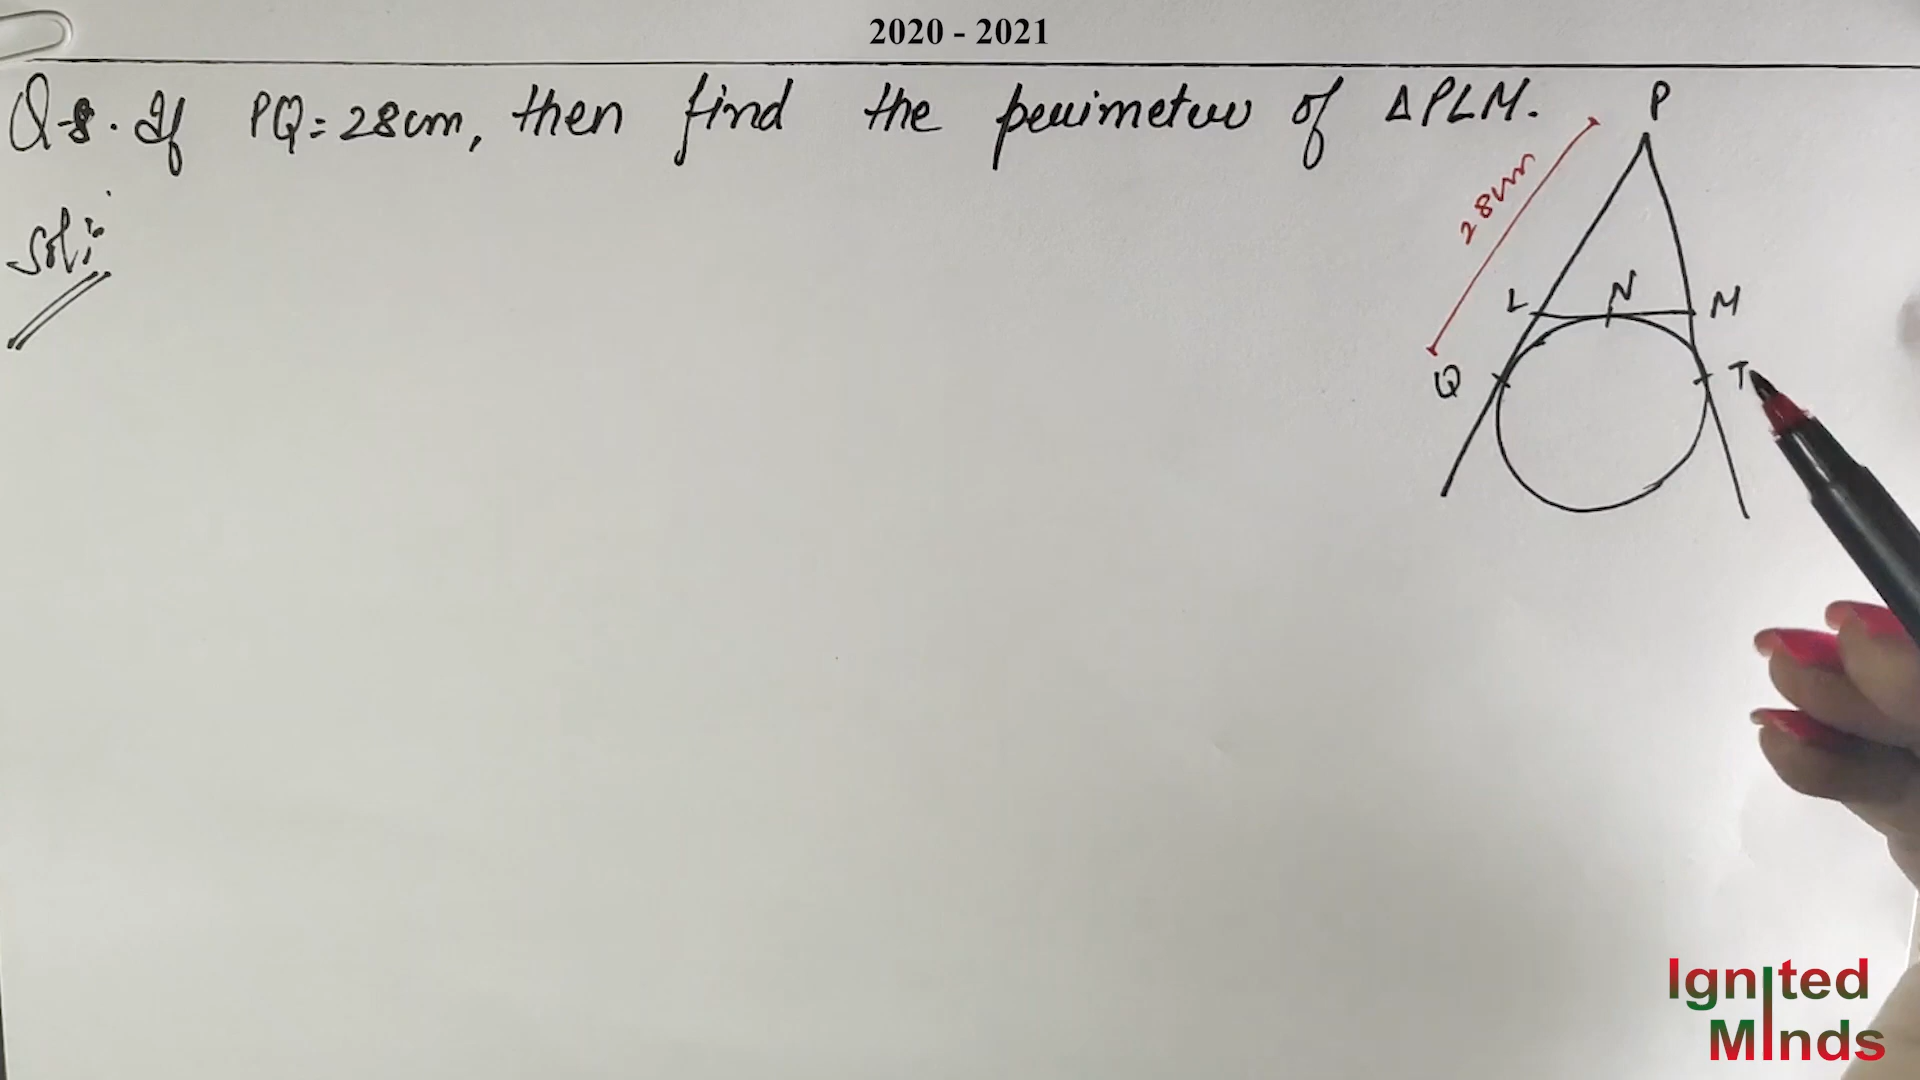 2020 - 2021
Q-8. If PQ = 28cm, then find the perimeter of ΔPLM.
Sol:
P
28cm
L
N
M
Q
T
Ignited
Minds